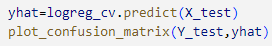 yhat=logreg_cv.predict(X_test)
plot_confusion_matrix(Y_test,yhat)